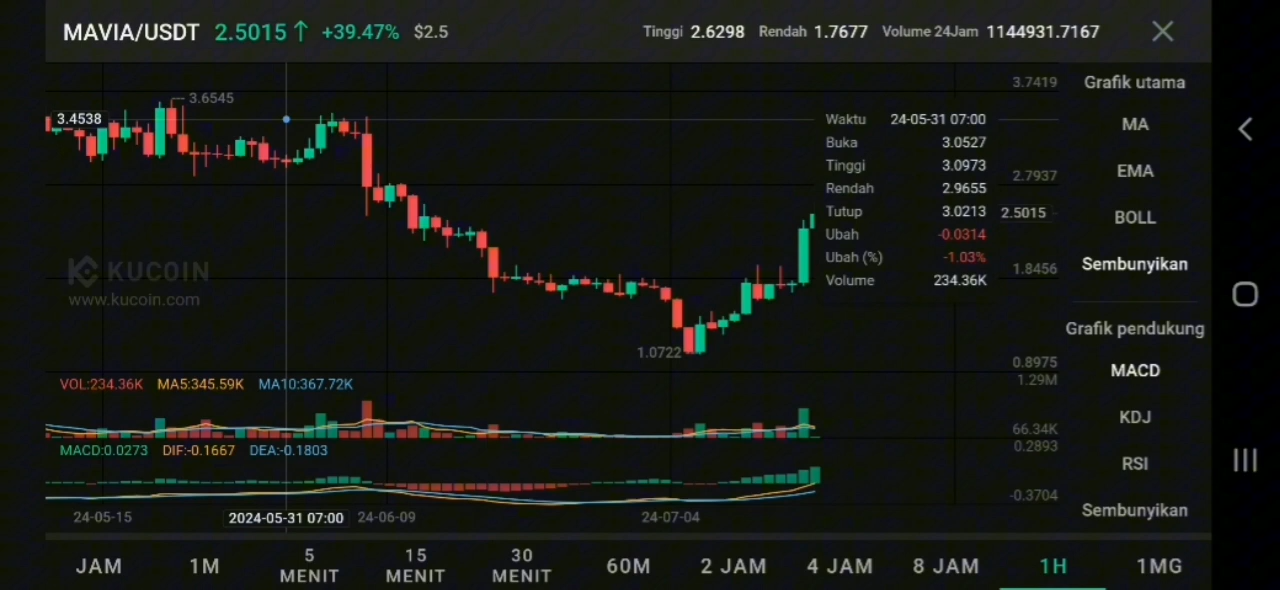 MAVIA/USDT 2.5015↑ +39.47% $2.5 Tinggi 2.6298 Rendah 1.7677 Volume 24Jam 1144931.7167
3.7419
Grafik utama
3.6545
3.4538
Waktu 24-05-31 07:00
MA
Buka 3.0527
Tinggi 3.0973
2.7937
EMA
Rendah 2.9655
Tutup 3.0213
2.5015
BOLL
Ubah -0.0314
Ubah (%) -1.03%
1.8456
Sembunyikan
Volume 234.36K
KUCOIN
www.kucoin.com
Grafik pendukung
1.0722
0.8975
MACD
1.29M
VOL:234.36K MA5:345.59K MA10:367.72K
KDJ
66.34K
0.2893
MACD:0.0273 DIF:-0.1667 DEA:-0.1803
RSI
-0.3704
Sembunyikan
24-05-15 2024-05-31 07:00 24-06-09 24-07-04
JAM 1M 5 MENIT 15 MENIT 30 MENIT 60M 2 JAM 4 JAM 8 JAM 1H 1MG